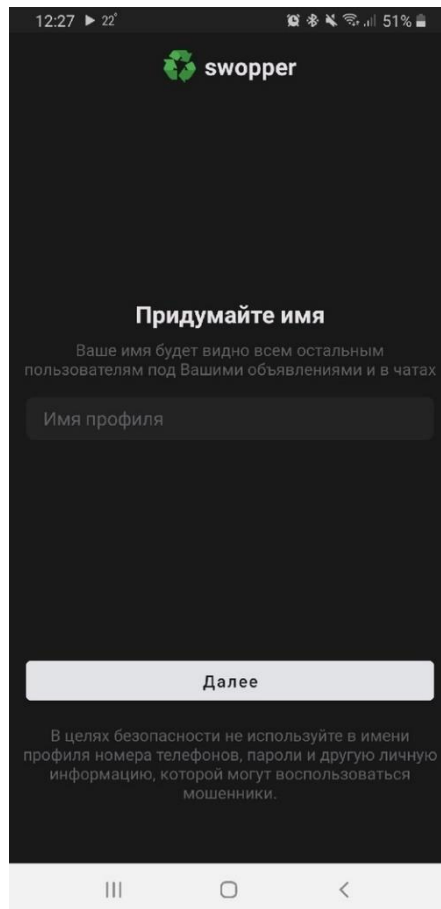 12:27 22° 51%
swopper
Придумайте имя
Ваше имя будет видно всем остальным
пользователям под Вашими объявлениями и в чатах
Имя профиля
Далее
В целях безопасности не используйте в имени
профиля номера телефонов, пароли и другую личную
информацию, которой могут воспользоваться
мошенники.